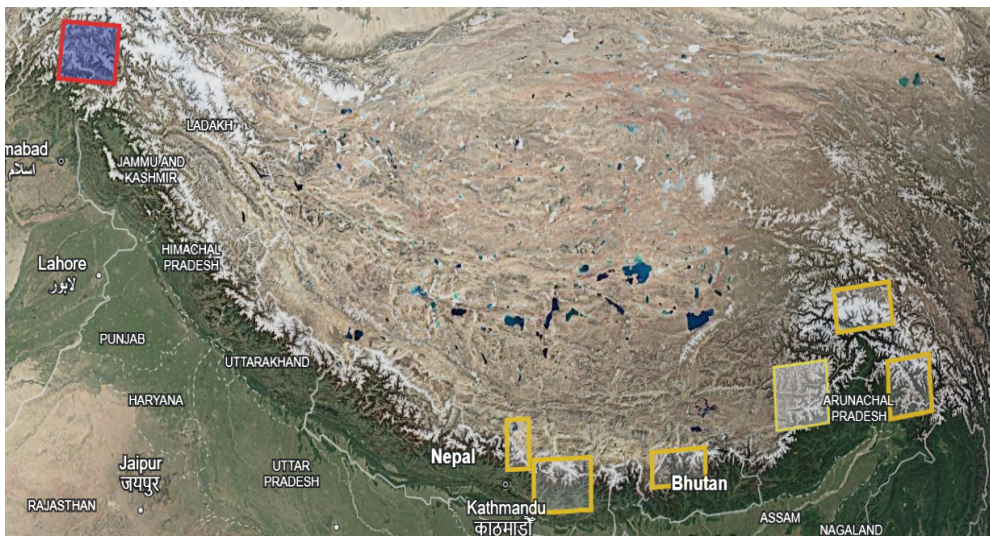 LADAKH
mabad
اسلام
JAMMU AND
KASHMIR
HIMACHAL
PRADESH
Lahore
لاہور
PUNJAB
UTTARAKHAND
HARYANA
ARUNACHAL
PRADESH
Nepal
Jaipur
जयपुर
UTTAR
PRADESH
Bhutan
RAJASTHAN
Kathmandu
काठमाडौँ
ASSAM
NAGALAND